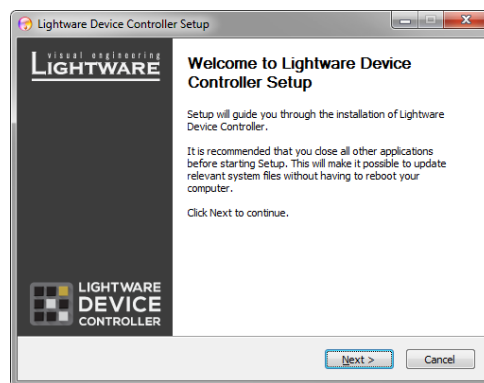 Lightware Device Controller Setup
visual engineering
LIGHTWARE
Welcome to Lightware Device
Controller Setup
Setup will guide you through the installation of Lightware
Device Controller.
It is recommended that you close all other applications
before starting Setup. This will make it possible to update
relevant system files without having to reboot your
computer.
Click Next to continue.
LIGHTWARE
DEVICE
CONTROLLER
Next >
Cancel